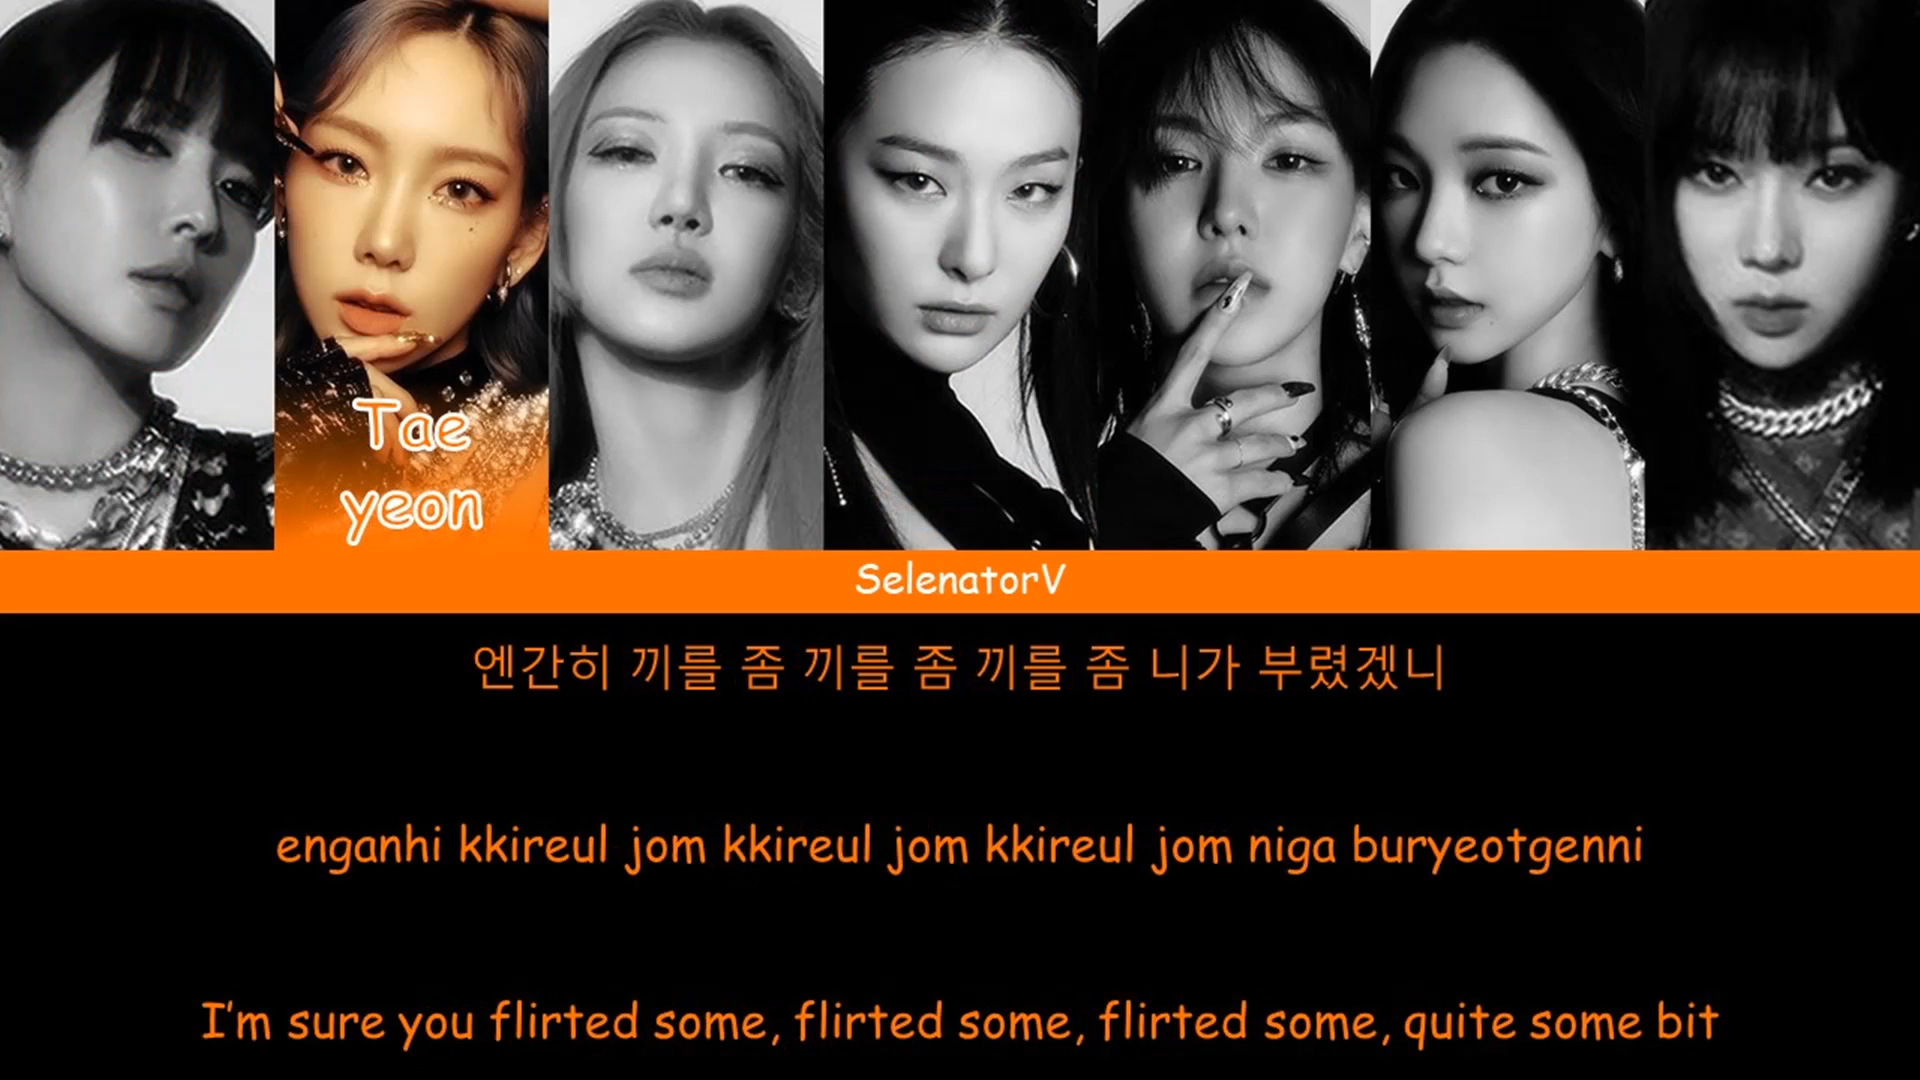 Tae
yeon
SelenatorV
엔간히 끼를 좀 끼를 좀 끼를 좀 니가 부렸겠니
enganhi kkireul jom kkireul jom kkireul jom niga buryeotgenni
I'm sure you flirted some, flirted some, flirted some, quite some bit